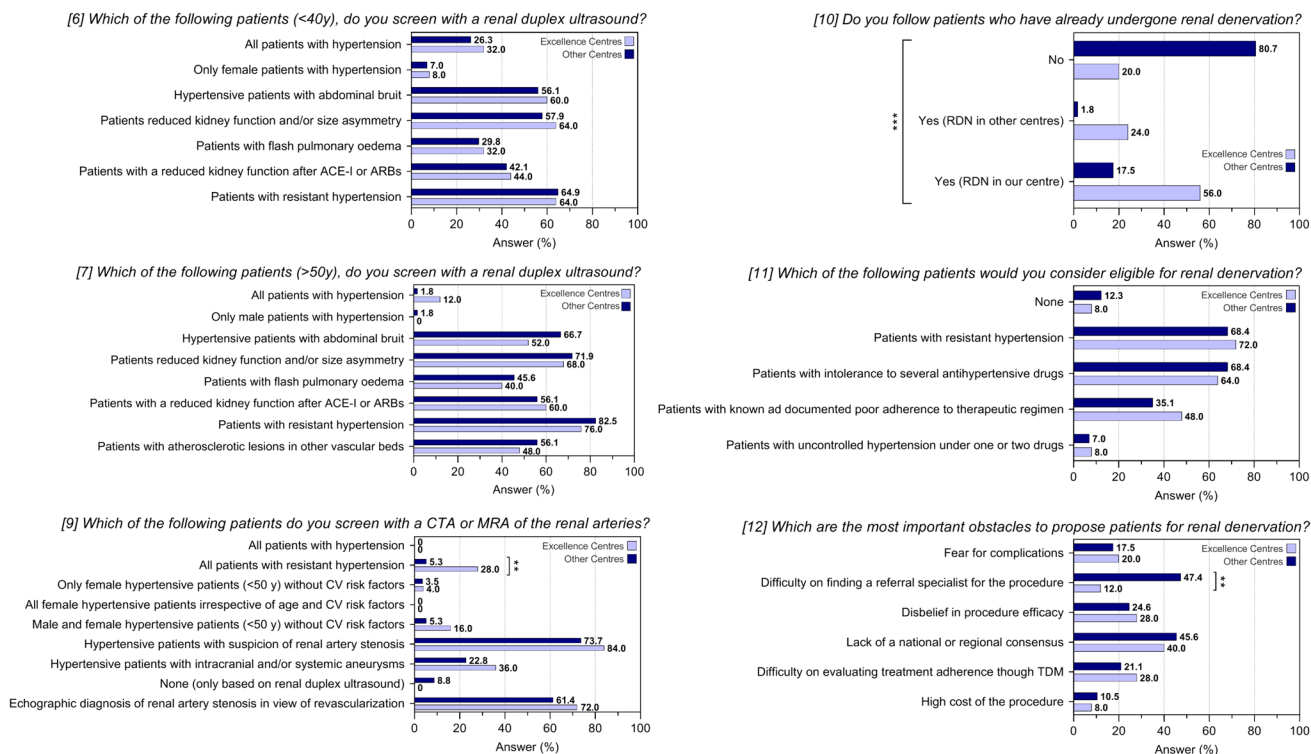 [6] Which of the following patients (<40y), do you screen with a renal duplex ultrasound?
Excellence Centres
Other Centres
All patients with hypertension 26.3 32.0
Only female patients with hypertension 7.0 8.0
Hypertensive patients with abdominal bruit 56.1 60.0
Patients reduced kidney function and/or size asymmetry 57.9 64.0
Patients with flash pulmonary oedema 29.8 32.0
Patients with a reduced kidney function after ACE-I or ARBs 42.1 44.0
Patients with resistant hypertension 64.9 64.0
0 20 40 60 80 100
Answer (%)
[7] Which of the following patients (>50y), do you screen with a renal duplex ultrasound?
Excellence Centres
Other Centres
All patients with hypertension 1.8 12.0
Only male patients with hypertension 1.8 0
Hypertensive patients with abdominal bruit 66.7 52.0
Patients reduced kidney function and/or size asymmetry 71.9 68.0
Patients with flash pulmonary oedema 45.6 40.0
Patients with a reduced kidney function after ACE-I or ARBs 56.1 60.0
Patients with resistant hypertension 82.5 76.0
Patients with atherosclerotic lesions in other vascular beds 56.1 48.0
0 20 40 60 80 100
Answer (%)
[9] Which of the following patients do you screen with a CTA or MRA of the renal arteries?
Excellence Centres
Other Centres
All patients with hypertension 0 0
All patients with resistant hypertension 5.3 28.0 **
Only female hypertensive patients (<50 y) without CV risk factors 3.5 4.0
All female hypertensive patients irrespective of age and CV risk factors 0 0
Male and female hypertensive patients (<50 y) without CV risk factors 5.3 16.0
Hypertensive patients with suspicion of renal artery stenosis 73.7 84.0
Hypertensive patients with intracranial and/or systemic aneurysms 22.8 36.0
None (only based on renal duplex ultrasound) 8.8 0
Echographic diagnosis of renal artery stenosis in view of revascularization 61.4 72.0
0 20 40 60 80 100
Answer (%)
[10] Do you follow patients who have already undergone renal denervation?
***
No 80.7 20.0
Yes (RDN in other centres) 1.8 24.0
Excellence Centres
Other Centres
Yes (RDN in our centre) 17.5 56.0
0 20 40 60 80 100
Answer (%)
[11] Which of the following patients would you consider eligible for renal denervation?
Excellence Centres
Other Centres
None 12.3 8.0
Patients with resistant hypertension 68.4 72.0
Patients with intolerance to several antihypertensive drugs 68.4 64.0
Patients with known ad documented poor adherence to therapeutic regimen 35.1 48.0
Patients with uncontrolled hypertension under one or two drugs 7.0 8.0
0 20 40 60 80 100
Answer (%)
[12] Which are the most important obstacles to propose patients for renal denervation?
Excellence Centres
Other Centres
Fear for complications 17.5 20.0
Difficulty on finding a referral specialist for the procedure 47.4 12.0 **
Disbelief in procedure efficacy 24.6 28.0
Lack of a national or regional consensus 45.6 40.0
Difficulty on evaluating treatment adherence though TDM 21.1 28.0
High cost of the procedure 10.5 8.0
0 20 40 60 80 100
Answer (%)